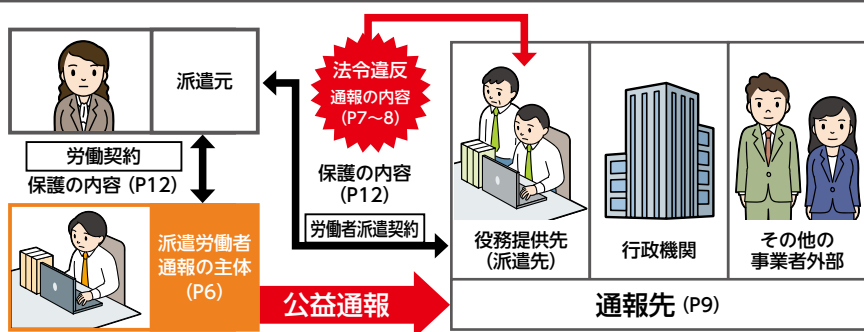 派遣元
労働契約
保護の内容 (P12)
派遣労働者
通報の主体
(P6)
法令違反
通報の内容
(P7〜8)
保護の内容
(P12)
労働者派遣契約
公益通報
役務提供先
(派遣先)
行政機関
その他の
事業者外部
通報先 (P9)